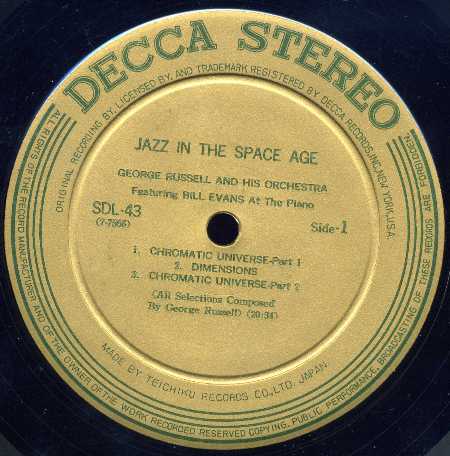 DECCA STEREO
ORIGINAL RECORDING BY, LICENSED BY, AND TRADEMARK REGISTERED BY DECCA RECORDS, INC., NEW YORK, U.S.A.
JAZZ IN THE SPACE AGE
GEORGE RUSSELL AND HIS ORCHESTRA
Featuring BILL EVANS At The Piano
SDL-43
(7-7566)
Side-1
1. CHROMATIC UNIVERSE-Part 1
2. DIMENSIONS
3. CHROMATIC UNIVERSE-Part 2
(All Selections Composed
By George Russell) (20:34)
MADE BY TEICHIKU RECORDS CO., LTD. JAPAN
ALL RIGHTS OF THE RECORD MANUFACTURER AND OF THE OWNER OF THE WORK RECORDED RESERVED COPYING, PUBLIC PERFORMANCE, BROADCASTING OF THESE RECORDS ARE FORBIDDEN.